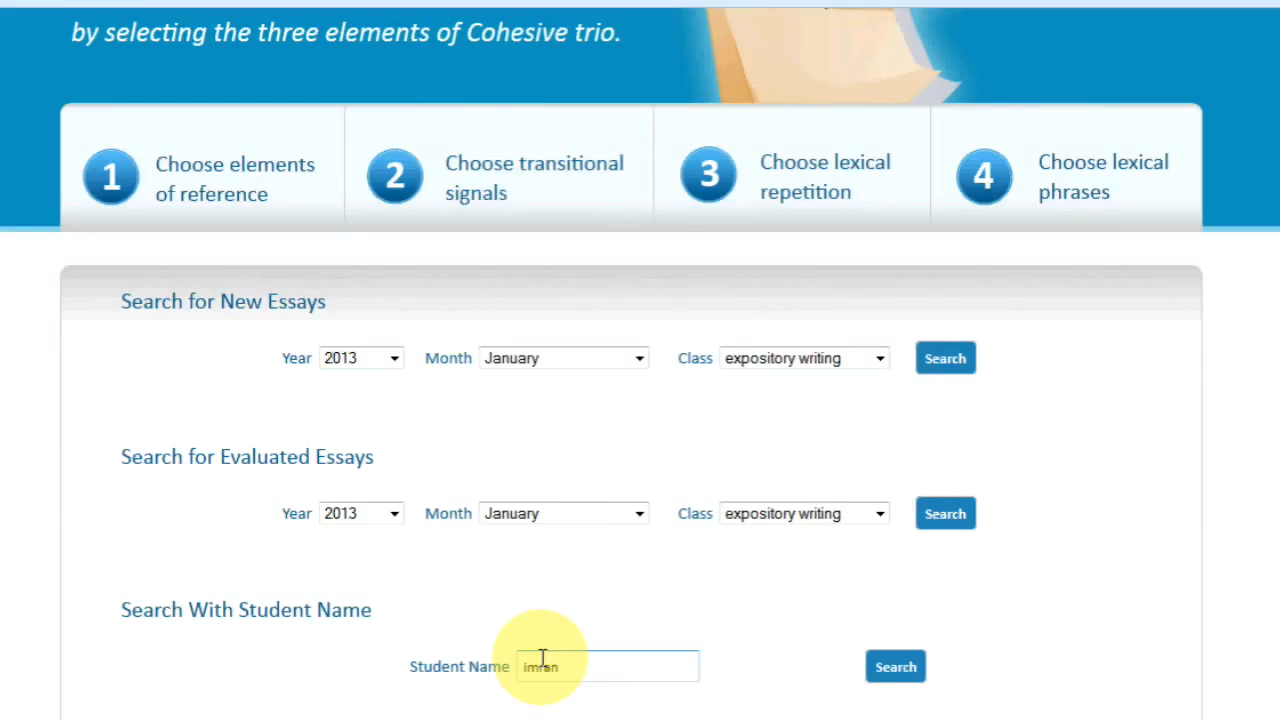 by selecting the three elements of Cohesive trio.
1 Choose elements of reference
2 Choose transitional signals
3 Choose lexical repetition
4 Choose lexical phrases
Search for New Essays
Year 2013 Month January Class expository writing Search
Search for Evaluated Essays
Year 2013 Month January Class expository writing Search
Search With Student Name
Student Name imran Search